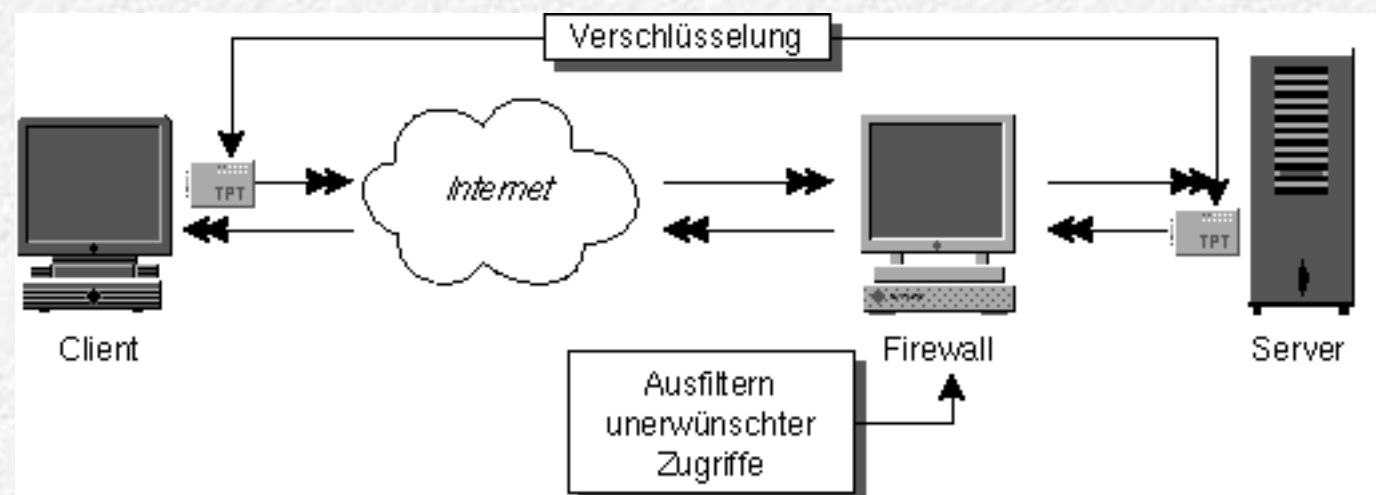 Verschlüsselung
TPT
Internet
TPT
Client
Firewall
Server
Ausfiltern
unerwünschter
Zugriffe